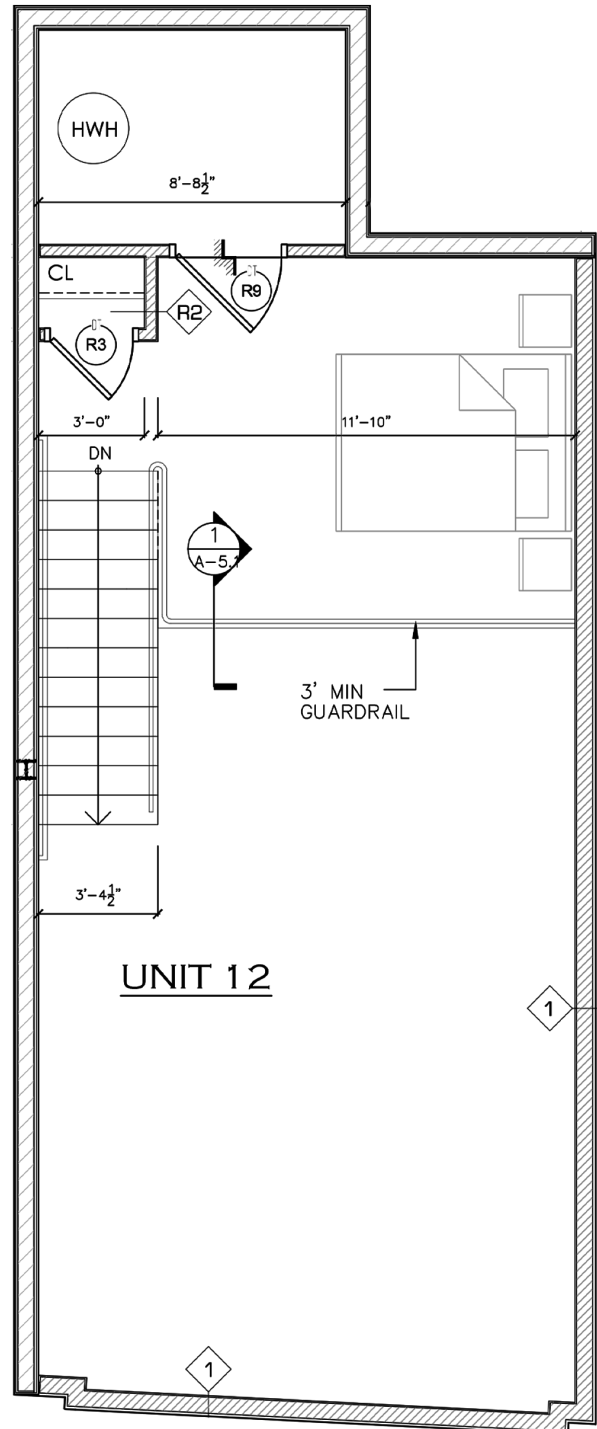 HWH
8'-8½"
CL
R9
R2
R3
3'-0"
11'-10"
DN
1
A-5.1
3' MIN
GUARDRAIL
3'-4½"
UNIT 12
1
1